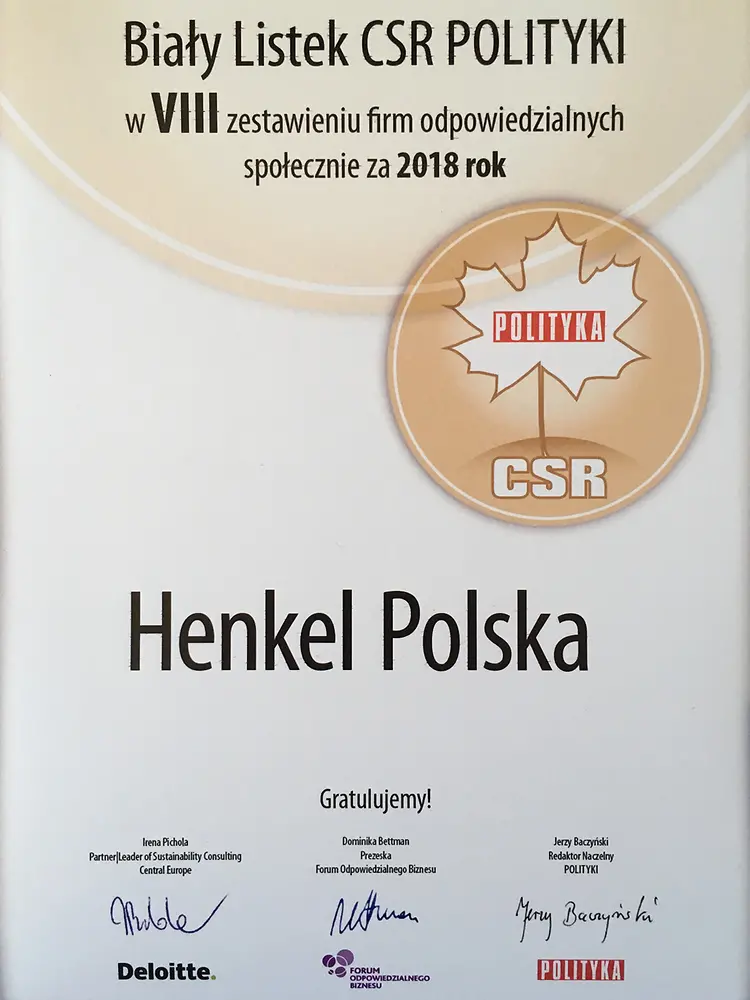 Biały Listek CSR POLITYKI
w VIII zestawieniu firm odpowiedzialnych
społecznie za 2018 rok
POLITYKA
CSR
Henkel Polska
Gratulujemy!
Irena Pichola
Partner|Leader of Sustainability Consulting
Central Europe
Dominika Bettman
Prezeska
Forum Odpowiedzialnego Biznesu
Jerzy Baczyński
Redaktor Naczelny
POLITYKI
Jerzy Baczyński
Deloitte.
FORUM
ODPOWIEDZIALNEGO
BIZNESU
POLITYKA